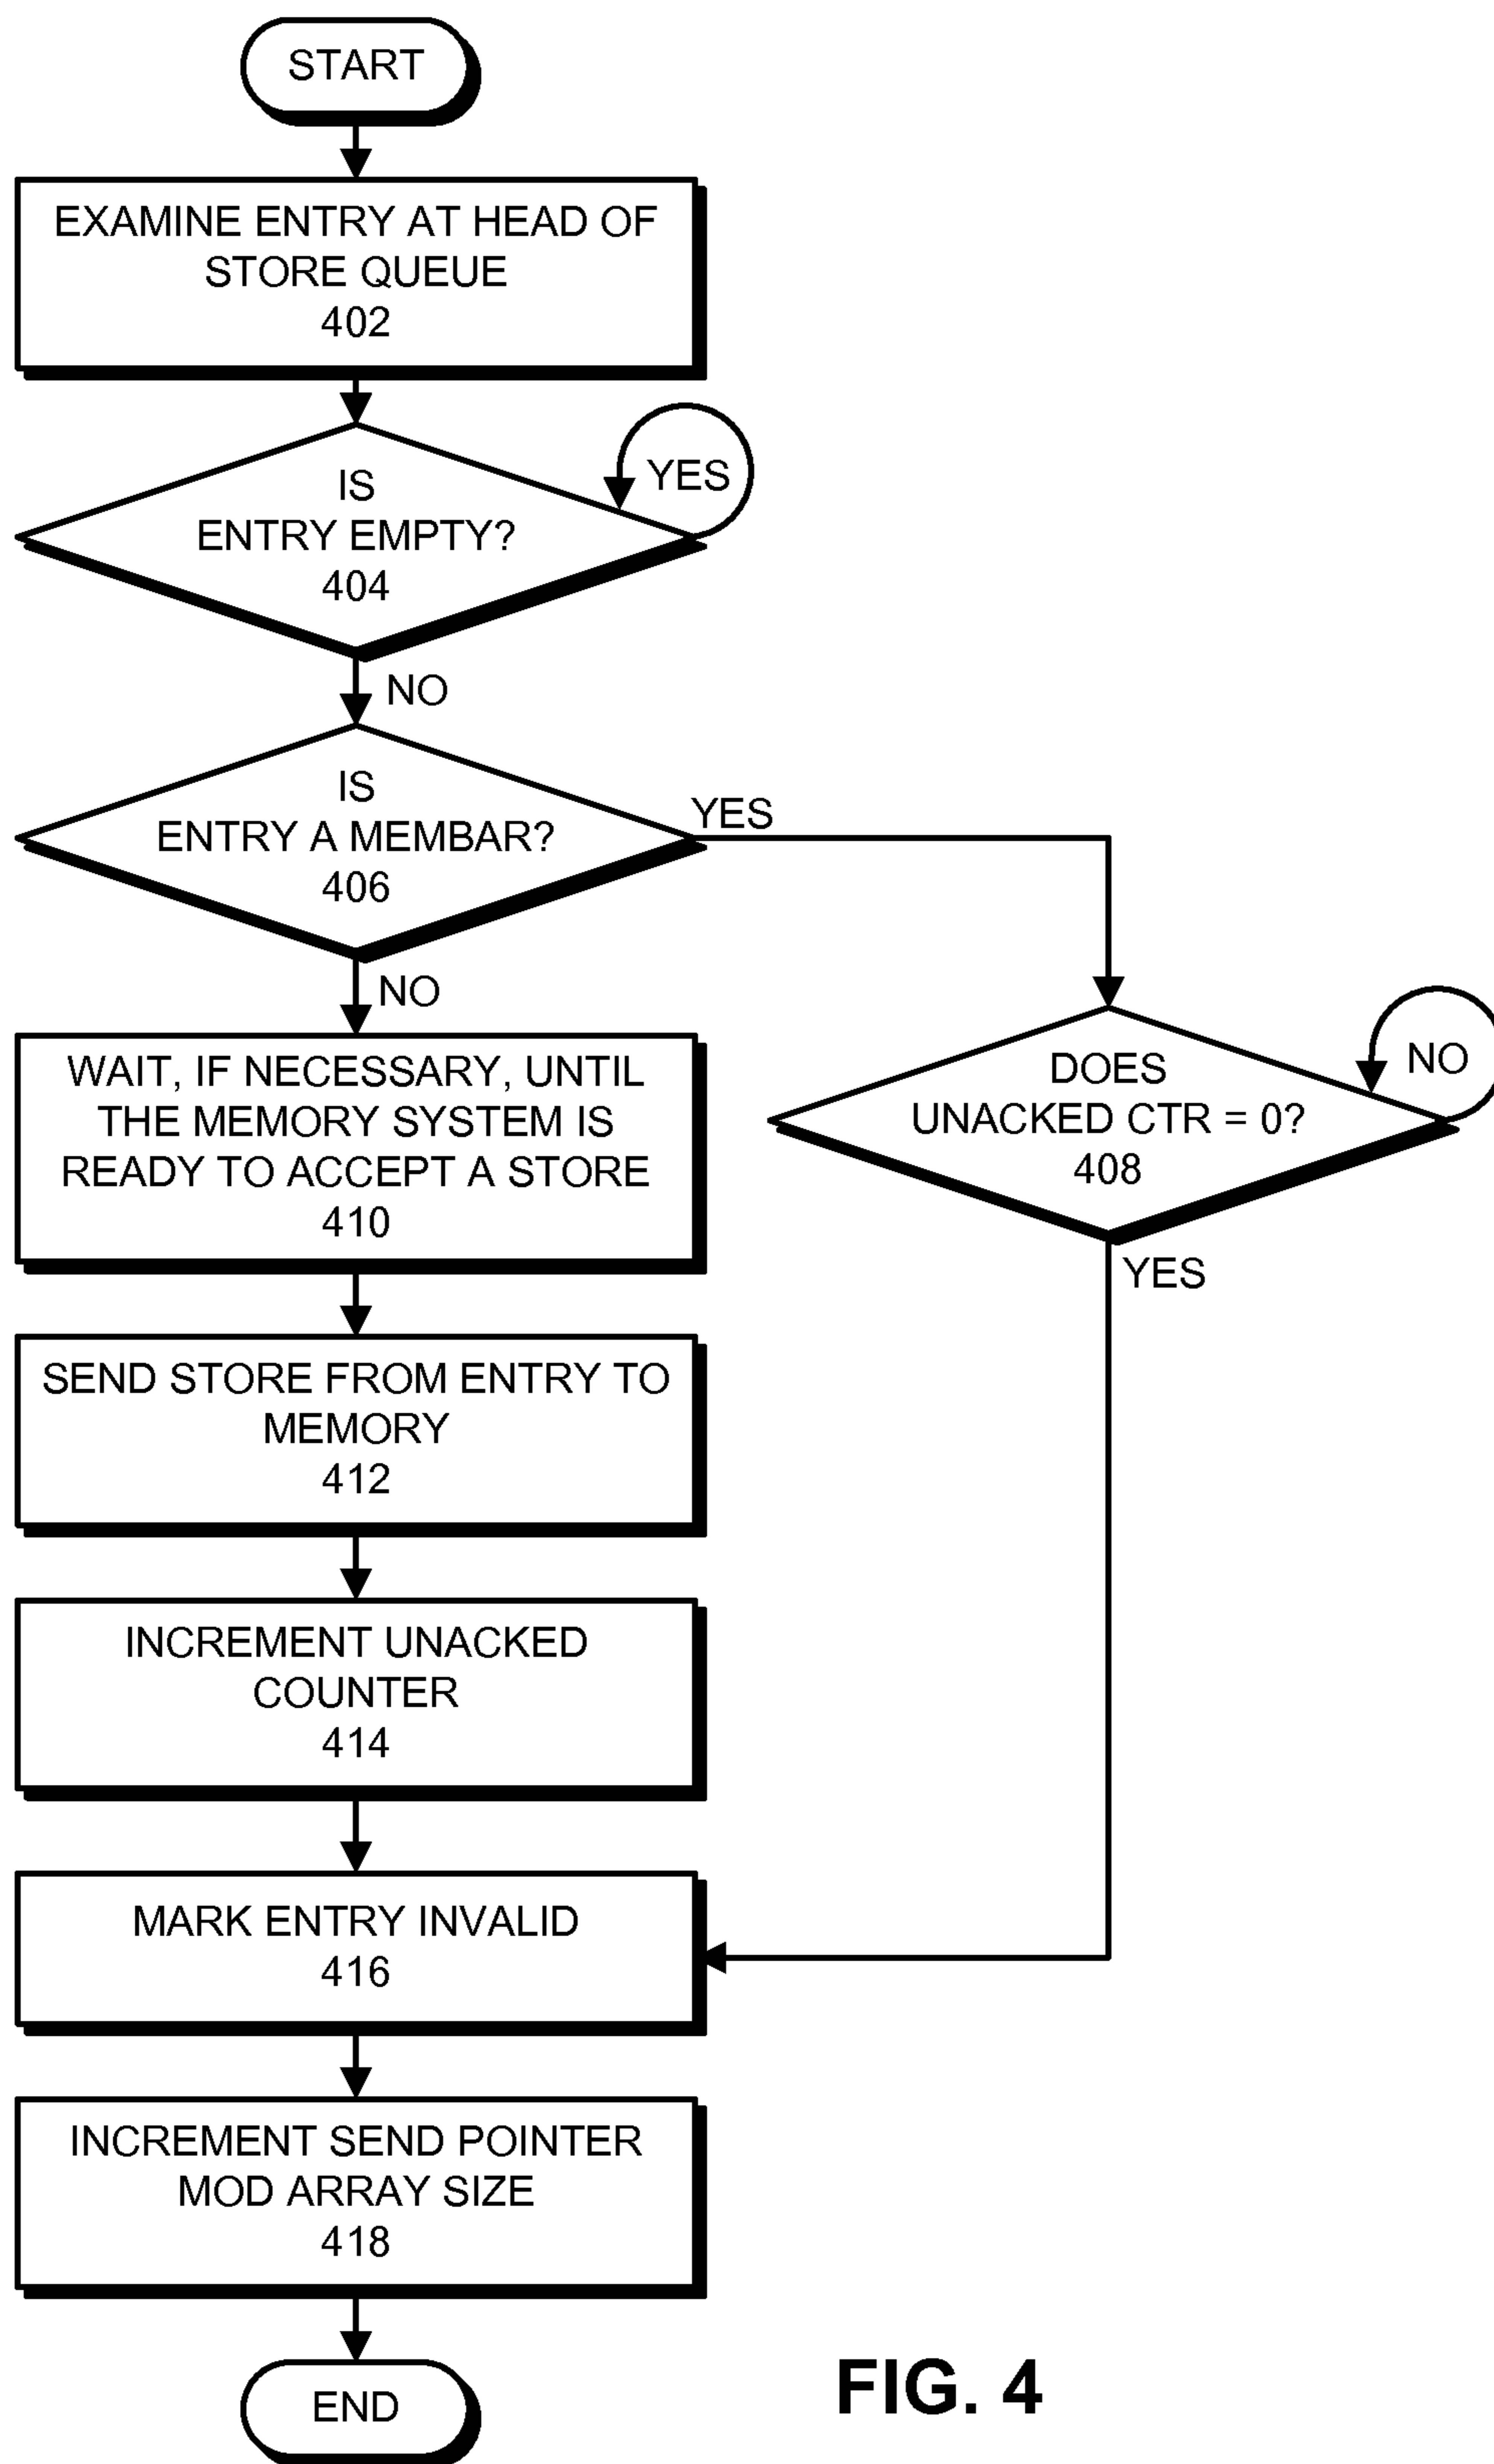 START
EXAMINE ENTRY AT HEAD OF
STORE QUEUE
402
IS
ENTRY EMPTY?
404
YES
NO
IS
ENTRY A MEMBAR?
406
YES
NO
WAIT, IF NECESSARY, UNTIL
THE MEMORY SYSTEM IS
READY TO ACCEPT A STORE
410
DOES
UNACKED CTR = 0?
408
NO
YES
SEND STORE FROM ENTRY TO
MEMORY
412
INCREMENT UNACKED
COUNTER
414
MARK ENTRY INVALID
416
INCREMENT SEND POINTER
MOD ARRAY SIZE
418
END
FIG. 4